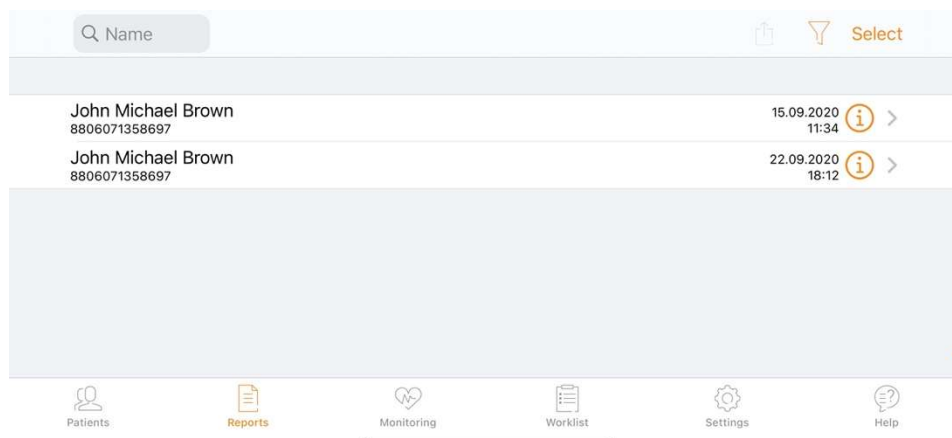 Name
Select
John Michael Brown
8806071358697
15.09.2020
11:34
John Michael Brown
8806071358697
22.09.2020
18:12
Patients
Reports
Monitoring
Worklist
Settings
Help